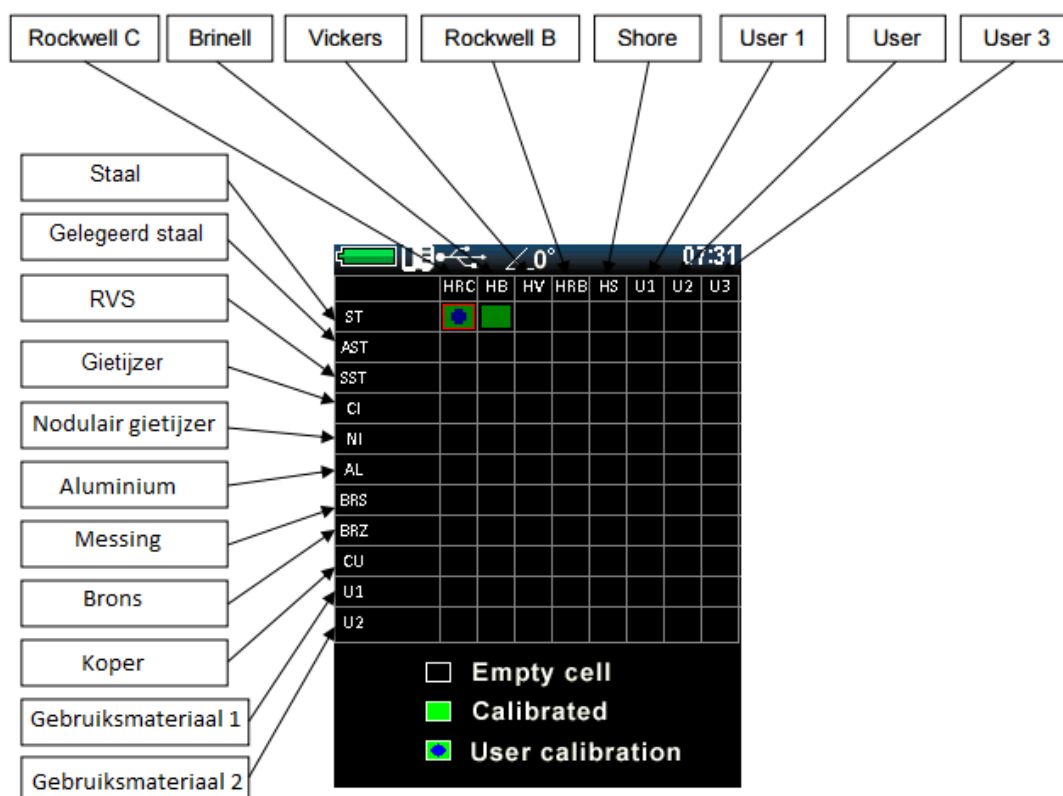 Rockwell C Brinell Vickers Rockwell B Shore User 1 User User 3
Staal
Gelegeerd staal
RVS
Gietijzer
Nodulair gietijzer
Aluminium
Messing
Brons
Koper
Gebruiksmateriaal 1
Gebruiksmateriaal 2
0° 07:31
HRC HB HV HRB HS U1 U2 U3
ST
AST
SST
CI
NI
AL
BRS
BRZ
CU
U1
U2
Empty cell
Calibrated
User calibration